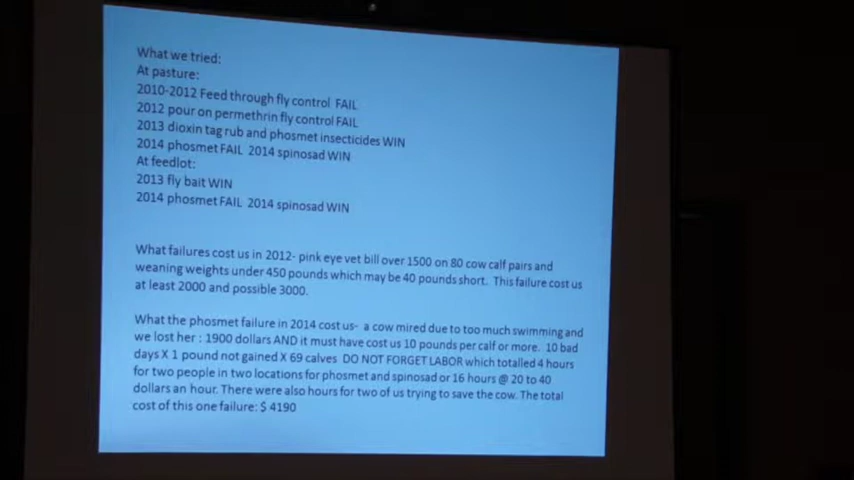 What we tried:
At pasture:
2010-2012 Feed through fly control FAIL
2012 pour on permethrin fly control FAIL
2013 dioxin tag rub and phosmet insecticides WIN
2014 phosmet FAIL 2014 spinosad WIN
At feedlot:
2013 fly bait WIN
2014 phosmet FAIL 2014 spinosad WIN
What failures cost us in 2012- pink eye vet bill over 1500 on 80 cow calf pairs and
weaning weights under 450 pounds which may be 40 pounds short. This failure cost us
at least 2000 and possible 3000.
What the phosmet failure in 2014 cost us- a cow mired due to too much swimming and
we lost her : 1900 dollars AND it must have cost us 10 pounds per calf or more. 10 bad
days X 1 pound not gained X 69 calves DO NOT FORGET LABOR which totalled 4 hours
for two people in two locations for phosmet and spinosad or 16 hours @ 20 to 40
dollars an hour. There were also hours for two of us trying to save the cow. The total
cost of this one failure: $ 4190